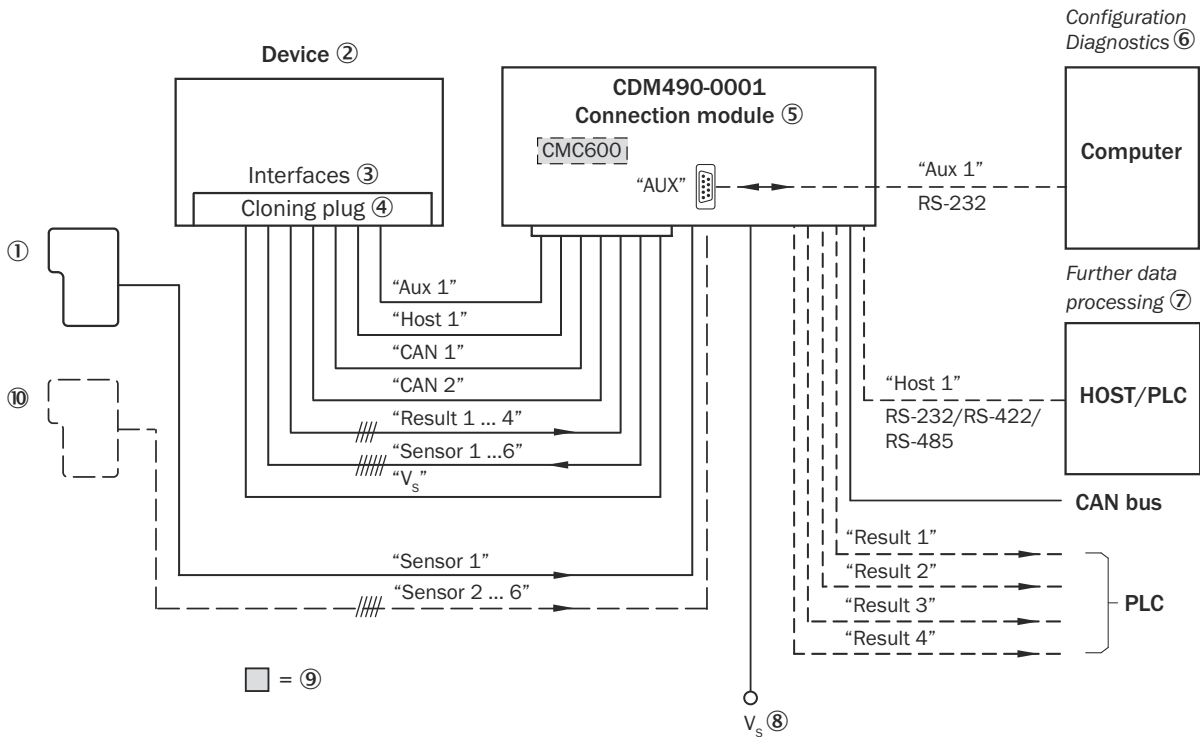 Configuration
Diagnostics ⑥
Device ②
CDM490-0001
Connection module ⑤
CMC600
Computer
Interfaces ③
"AUX"
"Aux 1"
RS-232
Cloning plug ④
①
Further data
processing ⑦
"Aux 1"
"Host 1"
"CAN 1"
"CAN 2"
"Host 1"
HOST/PLC
⑩
"Result 1 ... 4"
RS-232/RS-422/
RS-485
"Sensor 1 ...6"
"Vs"
CAN bus
"Result 1"
"Sensor 1"
"Result 2"
"Sensor 2 ... 6"
"Result 3"
PLC
"Result 4"
= ⑨
Vs ⑧